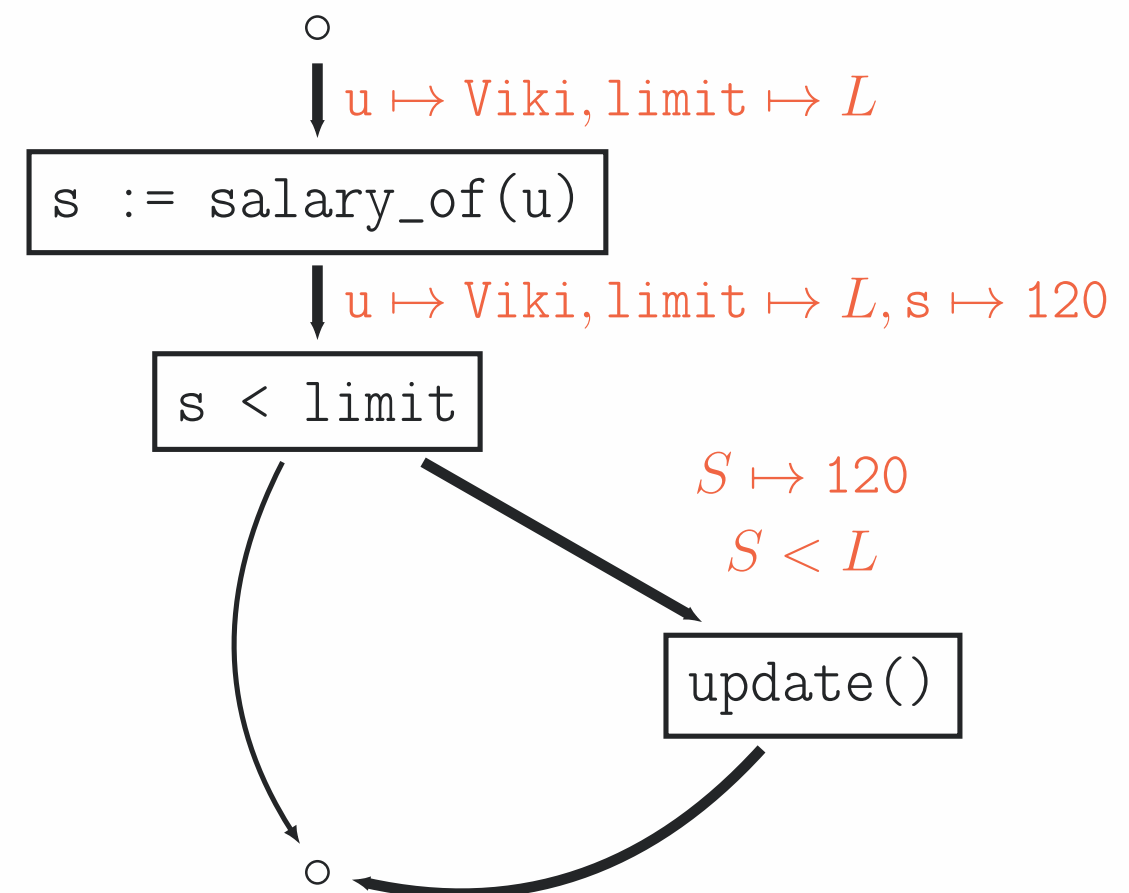 u ↦ Viki, limit ↦ L
s := salary_of(u)
u ↦ Viki, limit ↦ L, s ↦ 120
s < limit
S ↦ 120
S < L
update()